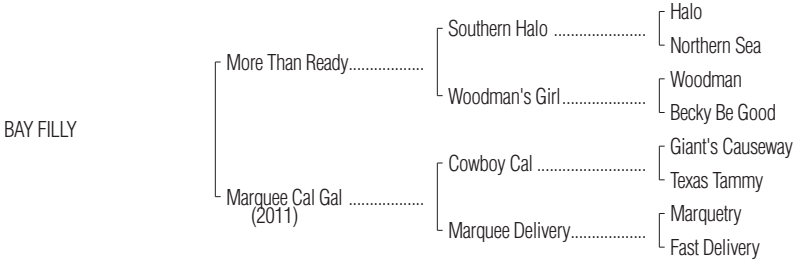 Halo
Southern Halo ......................
Northern Sea
More Than Ready..................
Woodman
Woodman's Girl....................
Becky Be Good
BAY FILLY
Giant's Causeway
Cowboy Cal .........................
Texas Tammy
Marquee Cal Gal ..................
(2011)
Marquetry
Marquee Delivery..................
Fast Delivery